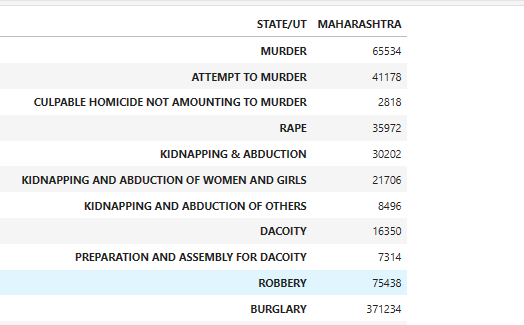 STATE/UT MAHARASHTRA
MURDER 65534
ATTEMPT TO MURDER 41178
CULPABLE HOMICIDE NOT AMOUNTING TO MURDER 2818
RAPE 35972
KIDNAPPING & ABDUCTION 30202
KIDNAPPING AND ABDUCTION OF WOMEN AND GIRLS 21706
KIDNAPPING AND ABDUCTION OF OTHERS 8496
DACOITY 16350
PREPARATION AND ASSEMBLY FOR DACOITY 7314
ROBBERY 75438
BURGLARY 371234